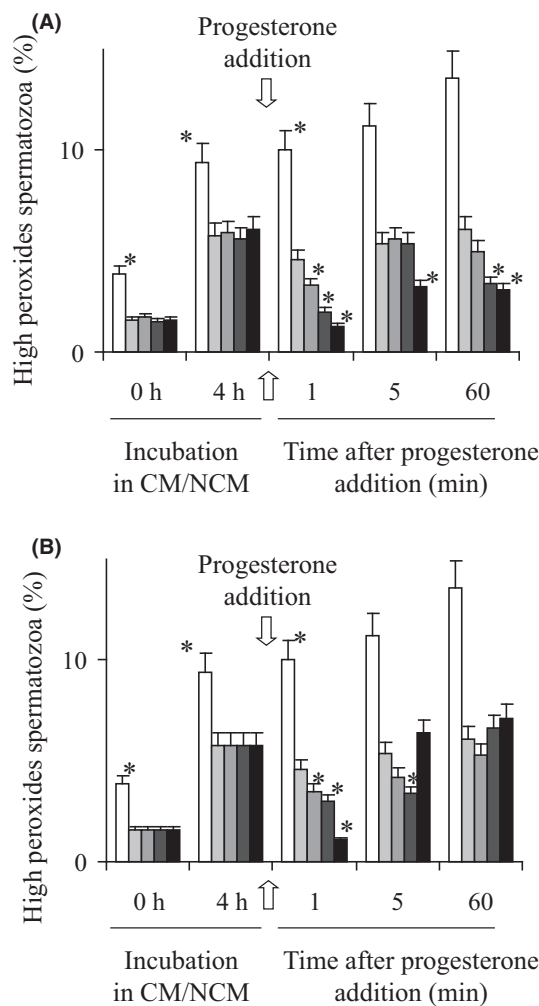 (A)
Progesterone
addition
High peroxides spermatozoa (%)
10
0
* * * * * * * * *
0 h 4 h 1 5 60
Incubation
in CM/NCM
Time after progesterone
addition (min)
(B)
Progesterone
addition
High peroxides spermatozoa (%)
10
0
* * * * * * *
0 h 4 h 1 5 60
Incubation
in CM/NCM
Time after progesterone
addition (min)